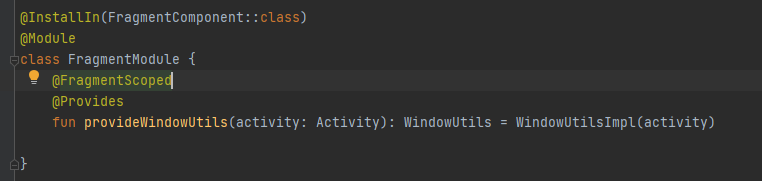 @InstallIn(FragmentComponent::class)
@Module
class FragmentModule {
@FragmentScoped
@Provides
fun provideWindowUtils(activity: Activity): WindowUtils = WindowUtilsImpl(activity)
}